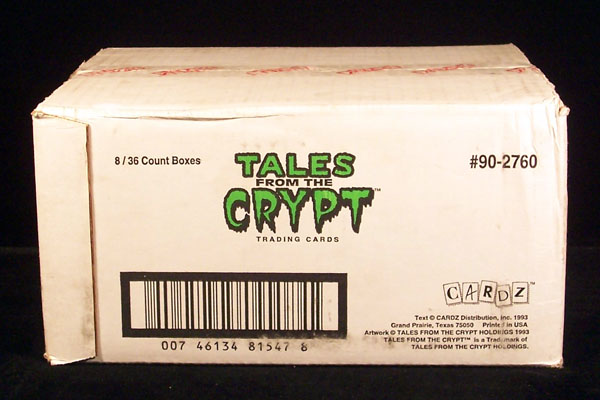 8 / 36 Count Boxes
TALES
FROM THE
CRYPT™
TRADING CARDS
#90-2760
CARDZ™
Text © CARDZ Distribution, Inc. 1993
Grand Prairie, Texas 75050 Printed in USA
Artwork © TALES FROM THE CRYPT HOLDINGS 1993
TALES FROM THE CRYPT™ is a Trademark of
TALES FROM THE CRYPT HOLDINGS.
007 46134 81547 8